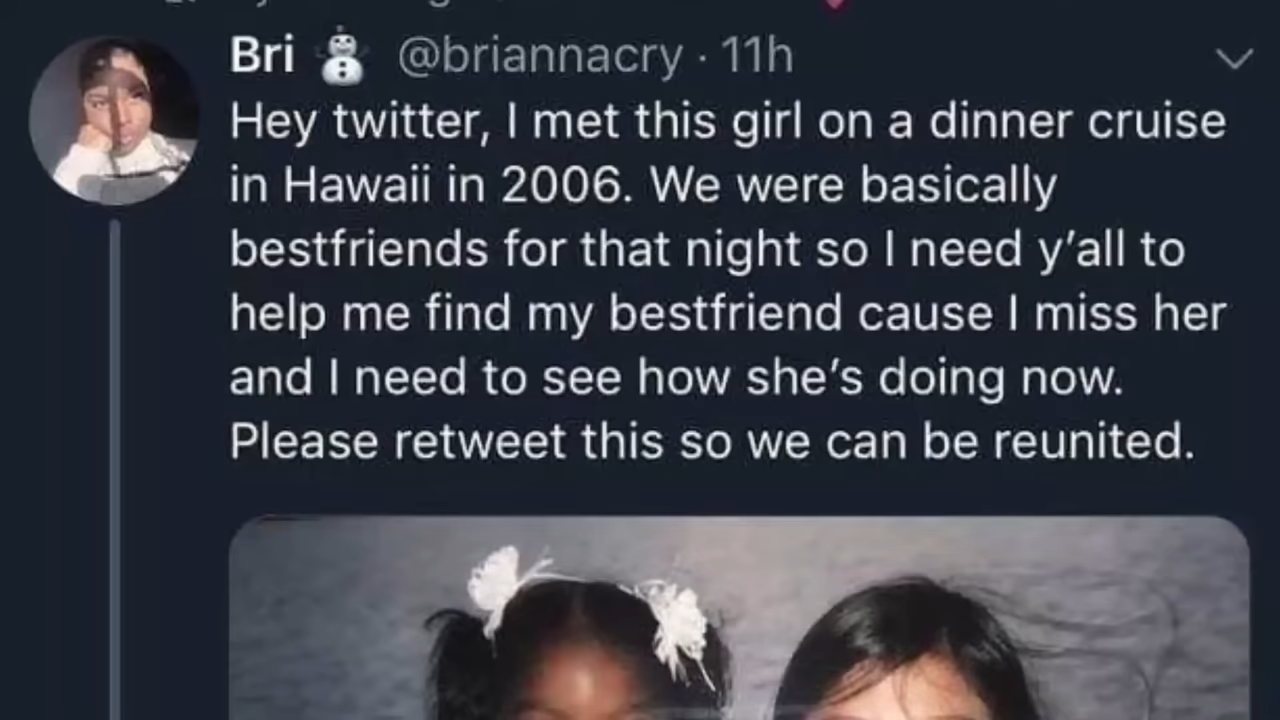 Bri ⛄ @briannacry · 11h
Hey twitter, I met this girl on a dinner cruise
in Hawaii in 2006. We were basically
bestfriends for that night so I need y’all to
help me find my bestfriend cause I miss her
and I need to see how she’s doing now.
Please retweet this so we can be reunited.